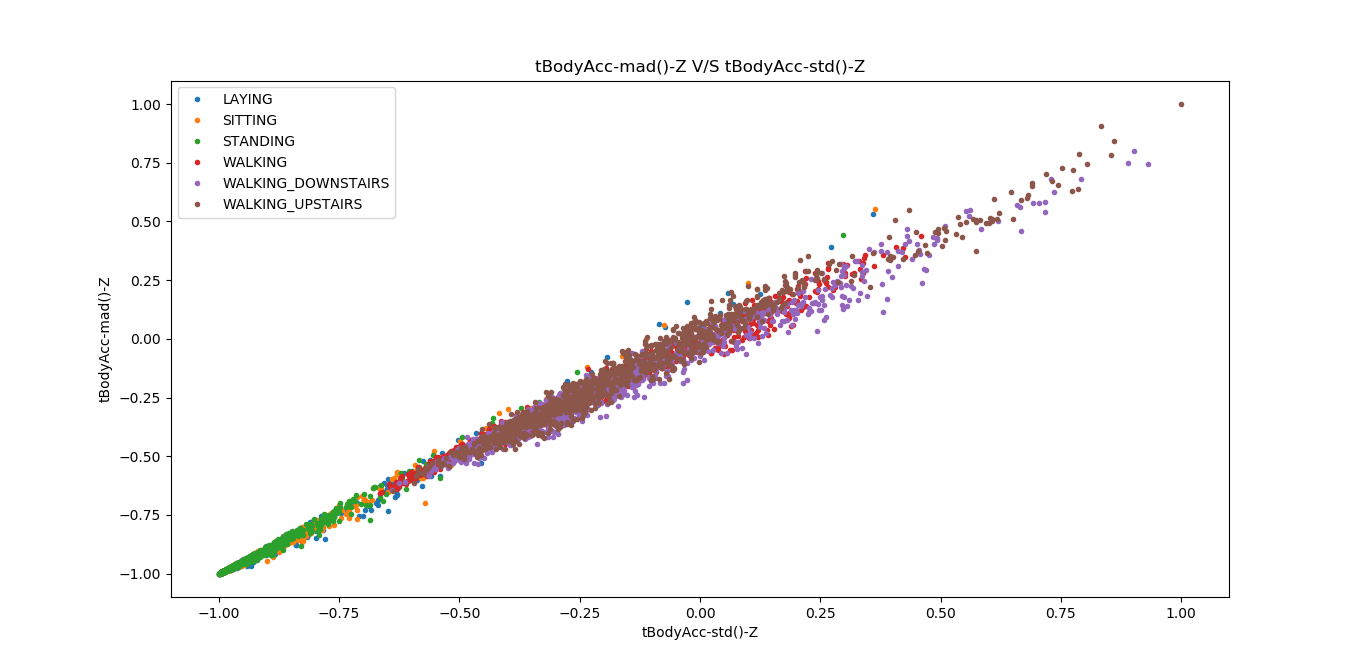 tBodyAcc-mad()-Z V/S tBodyAcc-std()-Z
LAYING
SITTING
STANDING
WALKING
WALKING_DOWNSTAIRS
WALKING_UPSTAIRS
1.00
0.75
0.50
0.25
0.00
−0.25
−0.50
−0.75
−1.00
tBodyAcc-mad()-Z
−1.00 −0.75 −0.50 −0.25 0.00 0.25 0.50 0.75 1.00
tBodyAcc-std()-Z